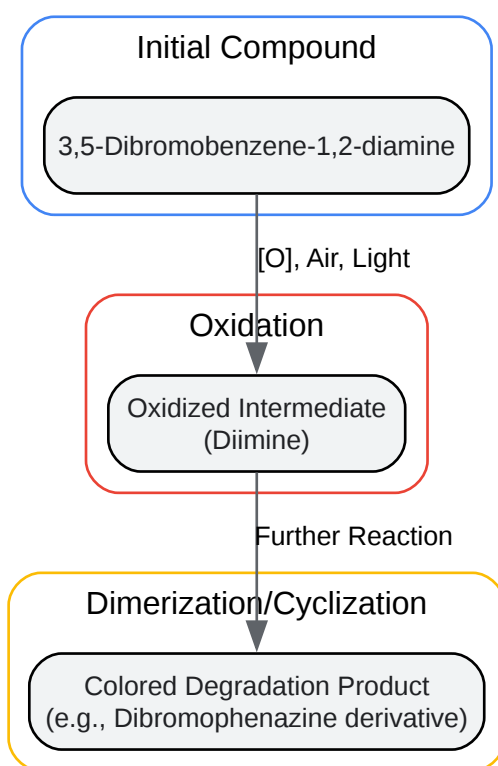 Initial Compound
3,5-Dibromobenzene-1,2-diamine
[O], Air, Light
Oxidation
Oxidized Intermediate
(Diimine)
Further Reaction
Dimerization/Cyclization
Colored Degradation Product
(e.g., Dibromophenazine derivative)